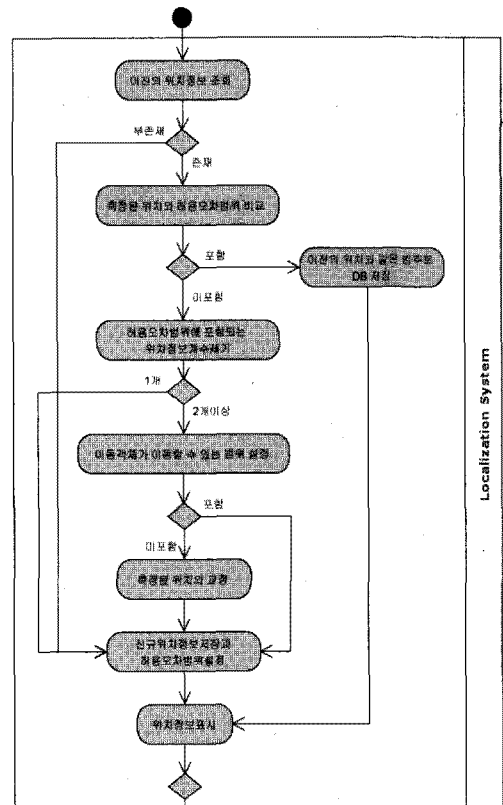 이전의 위치정보 조회
부존재
존재
측정된 위치와 허용오차범위 비교
포함
이전의 위치와 같은 범주로
DB 저장
미포함
허용오차범위에 포함되는
위치정보개수세기
1개
2개이상
이동객체가 이동할 수 있는 범위 설정
포함
미포함
측정된 위치의 교정
신규위치정보저장과
허용오차범위설정
위치정보표시
Localization System